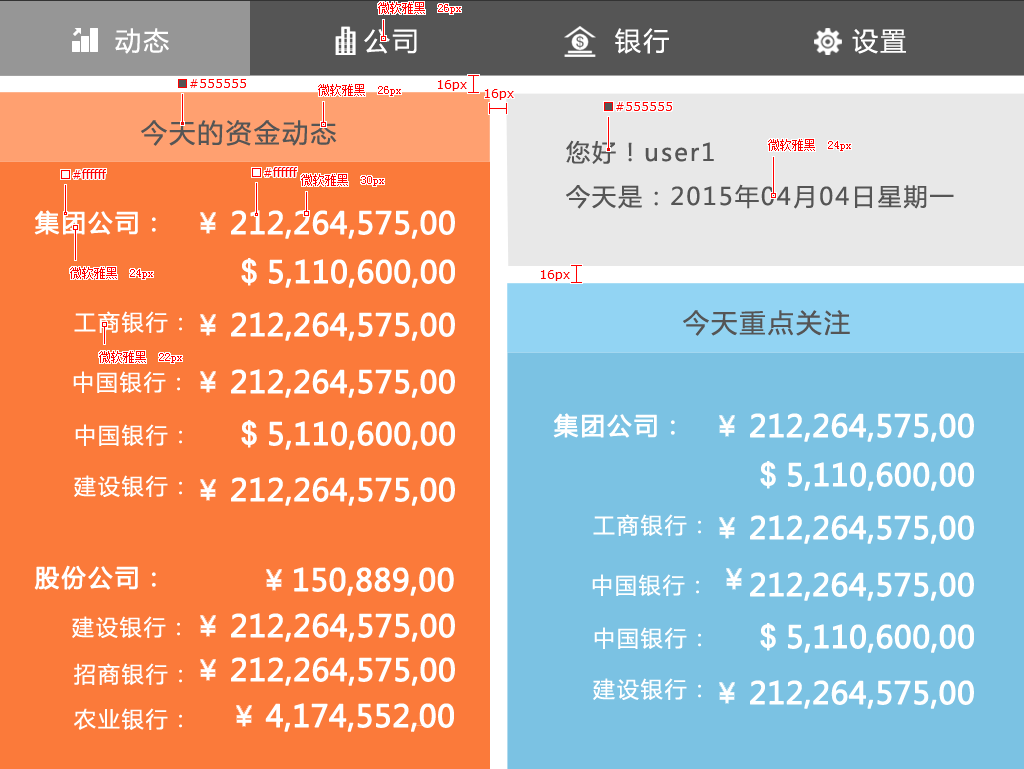 微软雅黑 26px
动态 公司 银行 设置
#555555
微软雅黑 26px
16px
16px
今天的资金动态
#ffffff
#ffffff
微软雅黑 30px
集团公司： ¥ 212,264,575,00
$ 5,110,600,00
微软雅黑 24px
工商银行： ¥ 212,264,575,00
微软雅黑 22px
中国银行： ¥ 212,264,575,00
中国银行： $ 5,110,600,00
建设银行： ¥ 212,264,575,00
股份公司： ¥ 150,889,00
建设银行： ¥ 212,264,575,00
招商银行： ¥ 212,264,575,00
农业银行： ¥ 4,174,552,00
#555555
您好！user1
微软雅黑 24px
今天是：2015年04月04日星期一
16px
今天重点关注
集团公司： ¥ 212,264,575,00
$ 5,110,600,00
工商银行： ¥ 212,264,575,00
中国银行： ¥ 212,264,575,00
中国银行： $ 5,110,600,00
建设银行： ¥ 212,264,575,00